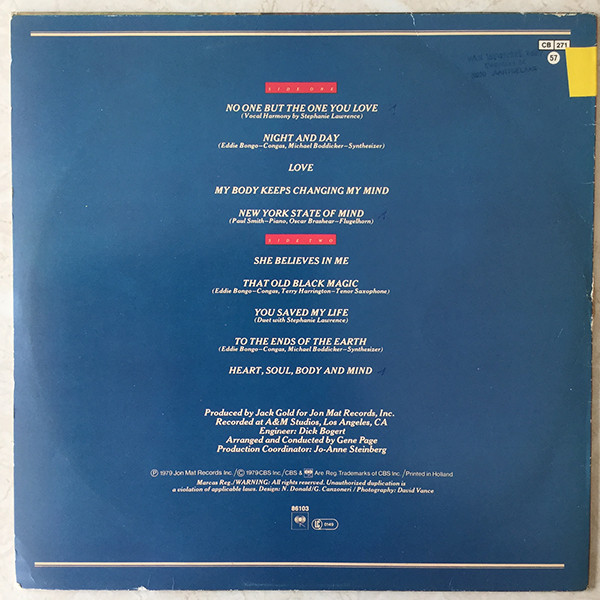 CB 271
57
SIDE ONE
NO ONE BUT THE ONE YOU LOVE
(Vocal Harmony by Stephanie Lawrence)
NIGHT AND DAY
(Eddie Bongo–Congas, Michael Boddicker–Synthesizer)
LOVE
MY BODY KEEPS CHANGING MY MIND
NEW YORK STATE OF MIND
(Paul Smith–Piano, Oscar Brashear–Flugelhorn)
SIDE TWO
SHE BELIEVES IN ME
THAT OLD BLACK MAGIC
(Eddie Bongo–Congas, Terry Harrington–Tenor Saxophone)
YOU SAVED MY LIFE
(Duet with Stephanie Lawrence)
TO THE ENDS OF THE EARTH
(Eddie Bongo–Congas, Michael Boddicker–Synthesizer)
HEART, SOUL, BODY AND MIND
Produced by Jack Gold for Jon Mat Records, Inc.
Recorded at A&M Studios, Los Angeles, CA
Engineer: Dick Bogert
Arranged and Conducted by Gene Page
Production Coordinator: Jo-Anne Steinberg
℗ 1979 Jon Mat Records Inc./© 1979 CBS Inc./CBS & Are Reg Trademarks of CBS Inc./Printed in Holland
Marcas Reg./WARNING: All rights reserved. Unauthorized duplication is
a violation of applicable laws. Design: N. Donald/G. Canzoneri / Photography: David Vance
86103
0149